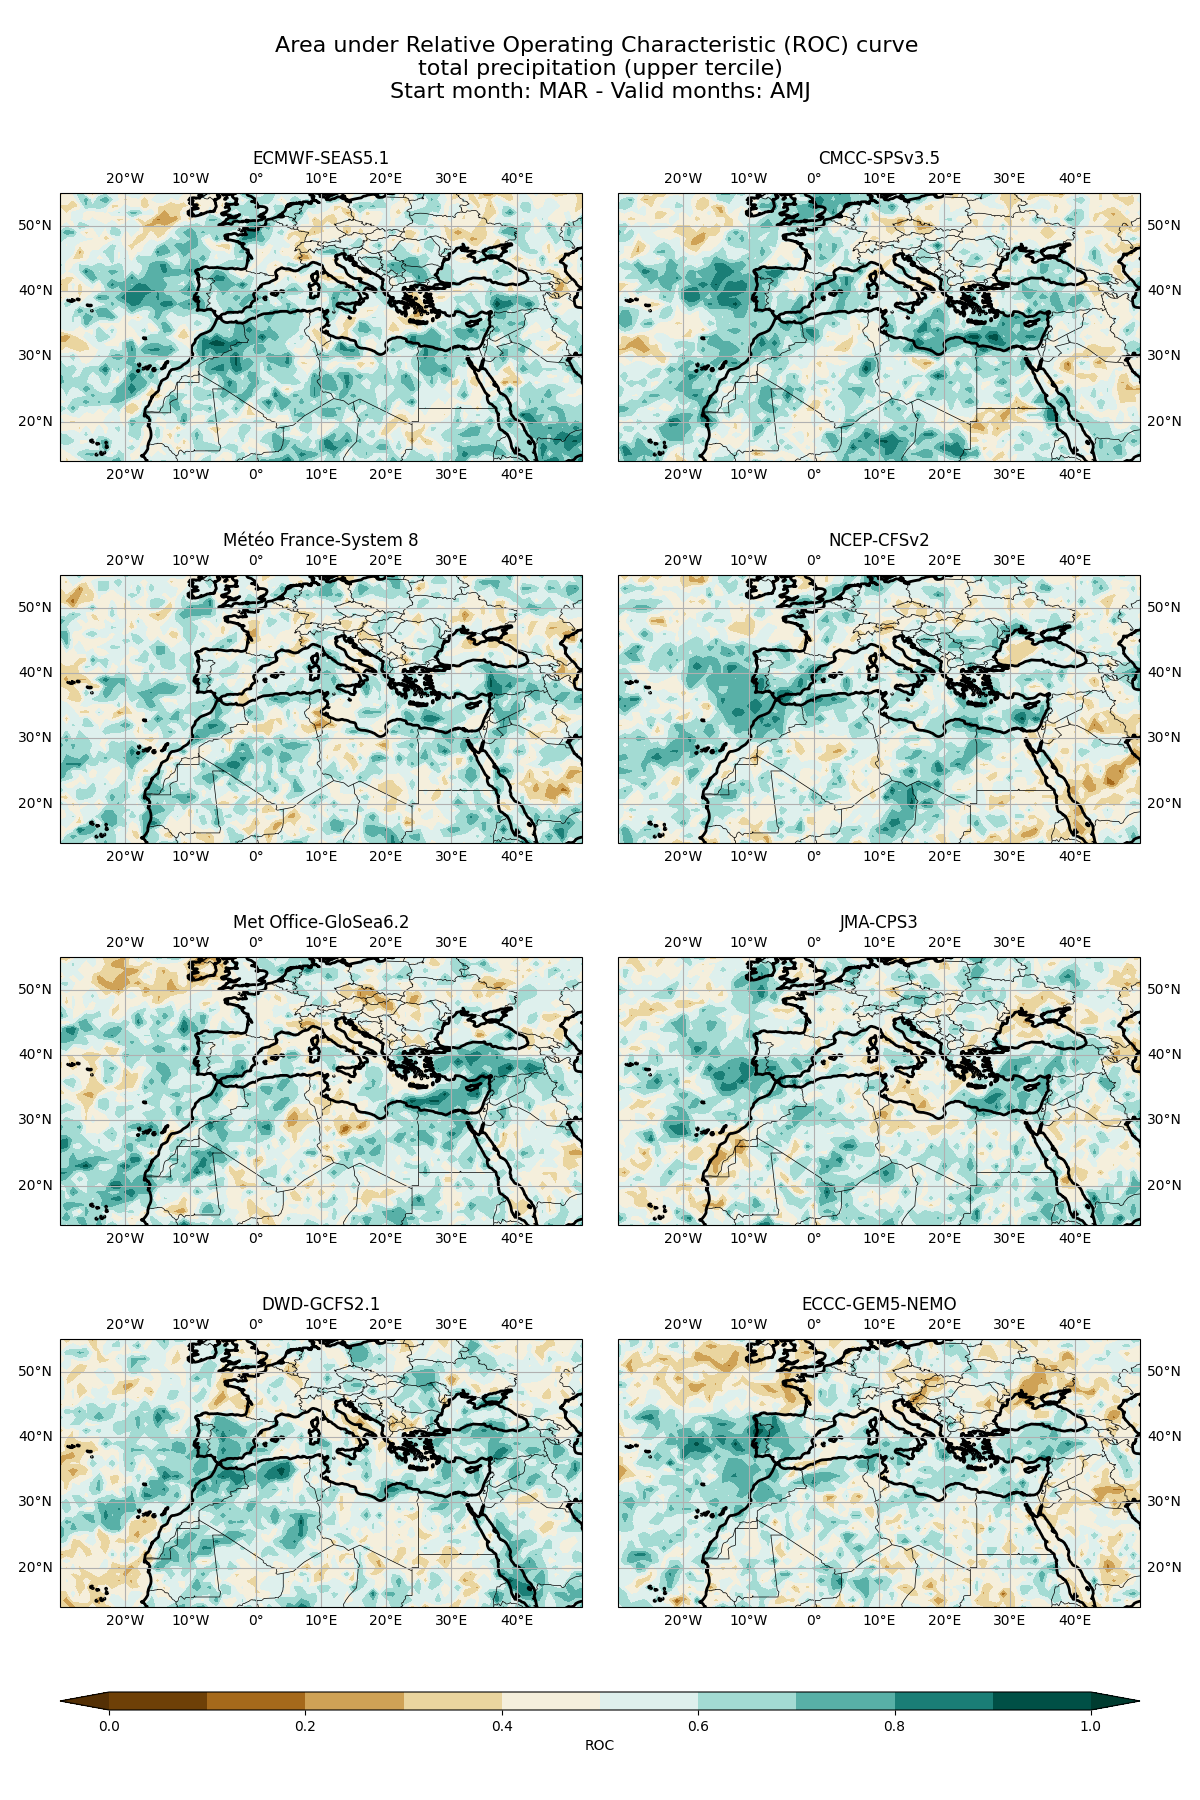 Area under Relative Operating Characteristic (ROC) curve
total precipitation (upper tercile)
Start month: MAR - Valid months: AMJ
ECMWF-SEAS5.1
CMCC-SPSv3.5
20°W 10°W 0° 10°E 20°E 30°E 40°E
20°W 10°W 0° 10°E 20°E 30°E 40°E
50°N
50°N
40°N
40°N
30°N
30°N
20°N
20°N
20°W 10°W 0° 10°E 20°E 30°E 40°E
20°W 10°W 0° 10°E 20°E 30°E 40°E
Météo France-System 8
NCEP-CFSv2
20°W 10°W 0° 10°E 20°E 30°E 40°E
20°W 10°W 0° 10°E 20°E 30°E 40°E
50°N
50°N
40°N
40°N
30°N
30°N
20°N
20°N
20°W 10°W 0° 10°E 20°E 30°E 40°E
20°W 10°W 0° 10°E 20°E 30°E 40°E
Met Office-GloSea6.2
JMA-CPS3
20°W 10°W 0° 10°E 20°E 30°E 40°E
20°W 10°W 0° 10°E 20°E 30°E 40°E
50°N
50°N
40°N
40°N
30°N
30°N
20°N
20°N
20°W 10°W 0° 10°E 20°E 30°E 40°E
20°W 10°W 0° 10°E 20°E 30°E 40°E
DWD-GCFS2.1
ECCC-GEM5-NEMO
20°W 10°W 0° 10°E 20°E 30°E 40°E
20°W 10°W 0° 10°E 20°E 30°E 40°E
50°N
50°N
40°N
40°N
30°N
30°N
20°N
20°N
20°W 10°W 0° 10°E 20°E 30°E 40°E
20°W 10°W 0° 10°E 20°E 30°E 40°E
0.0 0.2 0.4 0.6 0.8 1.0
ROC